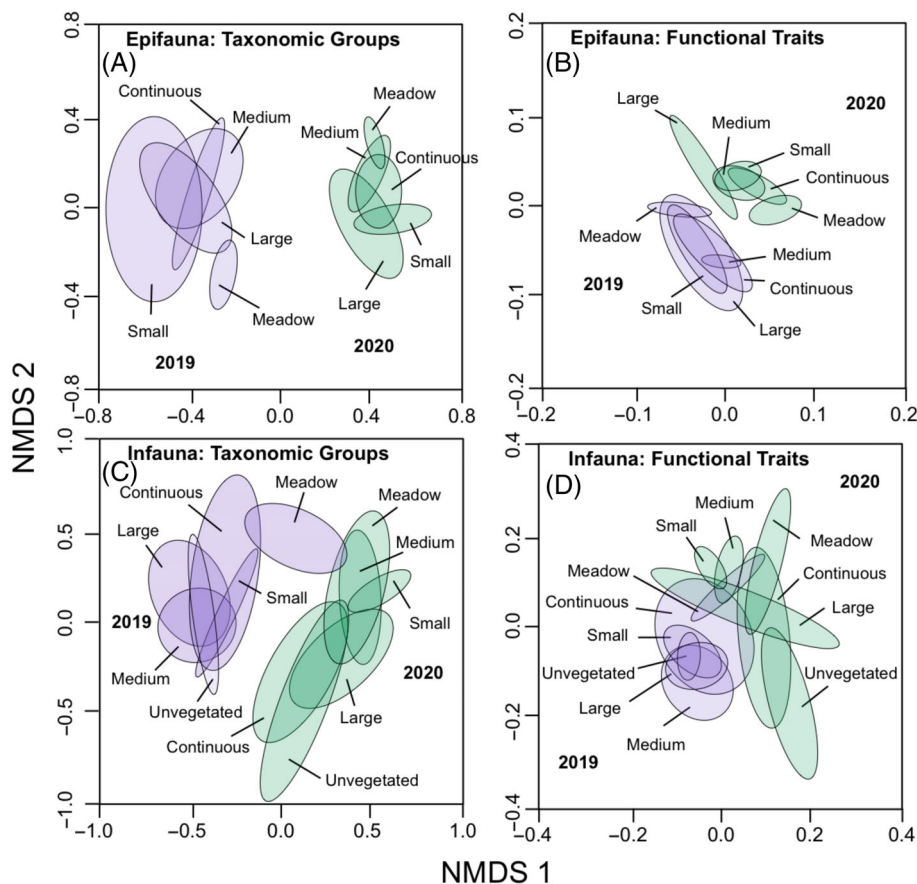 Epifauna: Taxonomic Groups
(A)
Continuous
Medium
Large
Meadow
Small
2019
Meadow
Medium
Continuous
Small
Large
2020
0.8
0.4
0.0
−0.4
−0.8
−0.8
−0.4
0.0
0.4
0.8
Epifauna: Functional Traits
(B)
2020
Large
Medium
Small
Continuous
Meadow
Meadow
Medium
Continuous
Small
Large
2019
0.2
0.1
0.0
−0.1
−0.2
−0.2
−0.1
0.0
0.1
0.2
Infauna: Taxonomic Groups
(C)
Continuous
Meadow
Large
Small
2019
Medium
Unvegetated
Meadow
Medium
Small
2020
Large
Continuous
Unvegetated
1.0
0.5
0.0
−0.5
−1.0
−1.0
−0.5
0.0
0.5
1.0
Infauna: Functional Traits
(D)
2020
Medium
Small
Meadow
Meadow
Continuous
Continuous
Large
Small
Unvegetated
Unvegetated
Large
Medium
2019
0.4
0.2
0.0
−0.2
−0.4
−0.4
−0.2
0.0
0.2
0.4
NMDS 2
NMDS 1